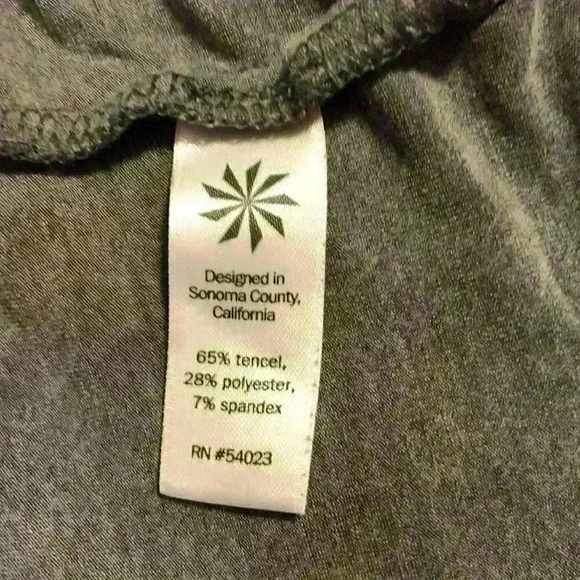 Designed in
Sonoma County,
California
65% tencel,
28% polyester,
7% spandex
RN #54023